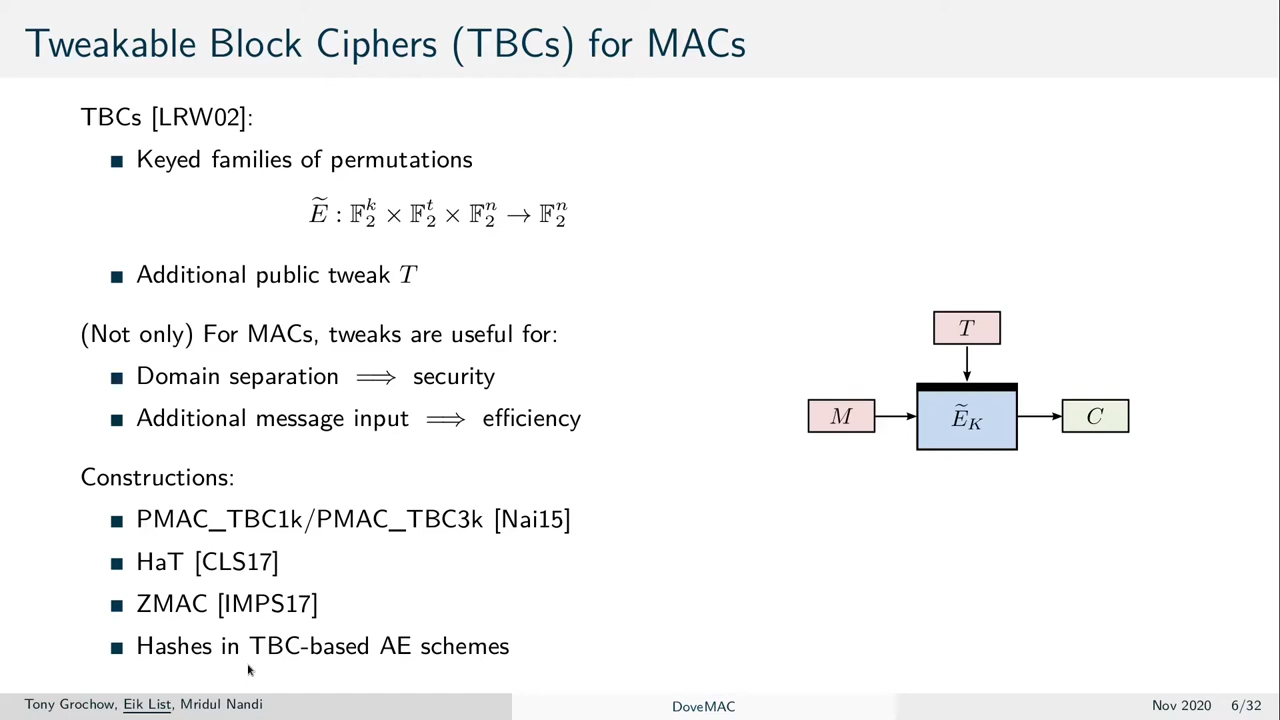 Tweakable Block Ciphers (TBCs) for MACs
TBCs [LRW02]:
■ Keyed families of permutations
Ẽ : 𝔽₂ᵏ × 𝔽₂ᵗ × 𝔽₂ⁿ → 𝔽₂ⁿ
■ Additional public tweak T
(Not only) For MACs, tweaks are useful for:
■ Domain separation ⟹ security
■ Additional message input ⟹ efficiency
Constructions:
■ PMAC_TBC1k/PMAC_TBC3k [Nai15]
■ HaT [CLS17]
■ ZMAC [IMPS17]
■ Hashes in TBC-based AE schemes
T
M
Ẽ_K
C
Tony Grochow, Eik List, Mridul Nandi
DoveMAC
Nov 2020 6/32